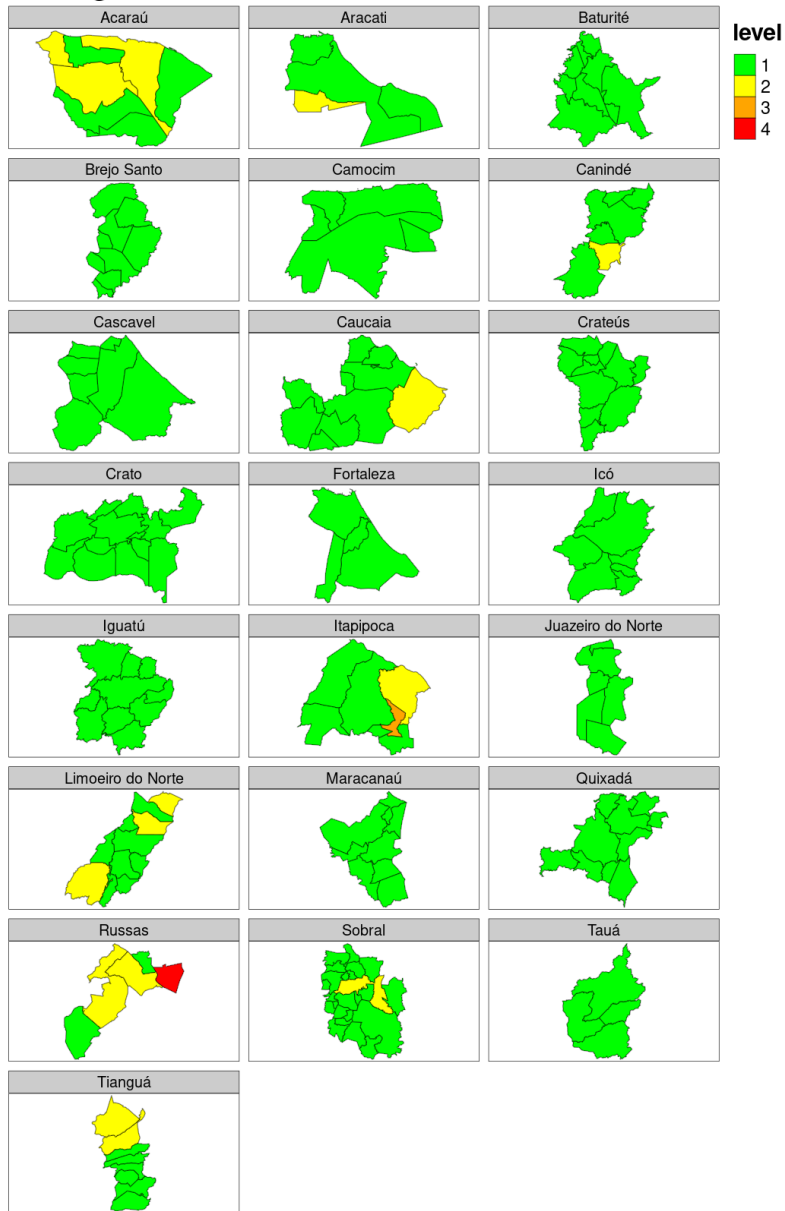 Acaraú
Aracati
Baturité
level
1
2
3
4
Brejo Santo
Camocim
Canindé
Cascavel
Caucaia
Crateús
Crato
Fortaleza
Icó
Iguatú
Itapipoca
Juazeiro do Norte
Limoeiro do Norte
Maracanaú
Quixadá
Russas
Sobral
Tauá
Tianguá